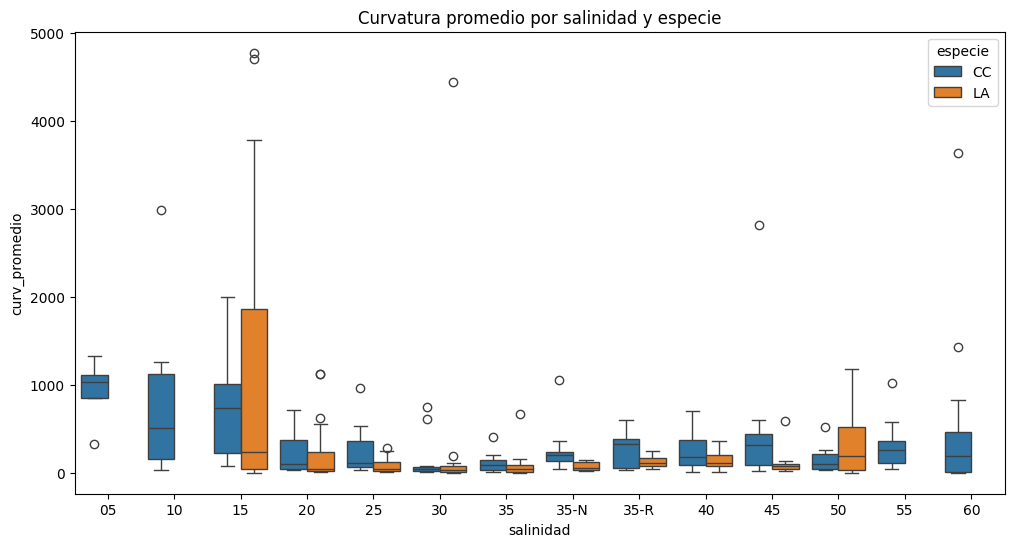 Curvatura promedio por salinidad y especie
5000
4000
3000
2000
1000
0
curv_promedio
especie
CC
LA
05 10 15 20 25 30 35 35-N 35-R 40 45 50 55 60
salinidad